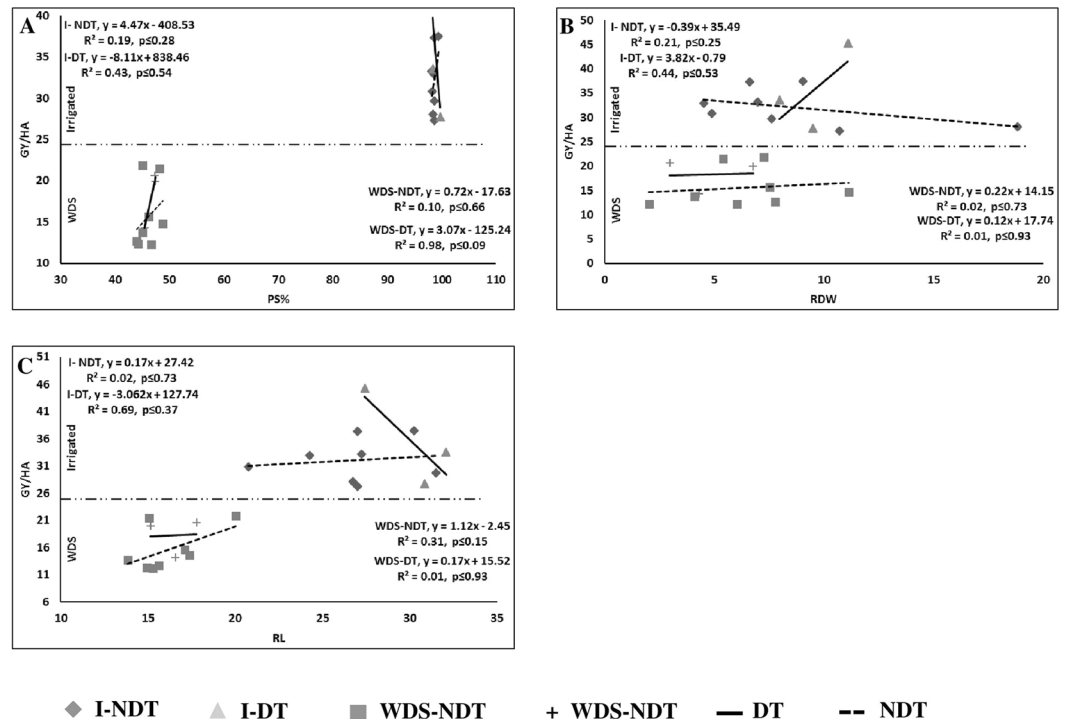 A
I- NDT, y = 4.47x - 408.53
R² = 0.19, p≤0.28
I-DT, y = -8.11x + 838.46
R² = 0.43, p≤0.54
WDS-NDT, y = 0.72x - 17.63
R² = 0.10, p≤0.66
WDS-DT, y = 3.07x - 125.24
R² = 0.98, p≤0.09
40
35
30
25
20
15
10
GY/HA
Irrigated
WDS
30 40 50 60 70 80 90 100 110
PS%
B
I- NDT, y = -0.39x + 35.49
R² = 0.21, p≤0.25
I-DT, y = 3.82x - 0.79
R² = 0.44, p≤0.53
WDS-NDT, y = 0.22x + 14.15
R² = 0.02, p≤0.73
WDS-DT, y = 0.12x + 17.74
R² = 0.01, p≤0.93
50
45
40
35
30
25
20
15
10
5
0
GY/HA
Irrigated
WDS
0 5 10 15 20
RDW
C
I- NDT, y = 0.17x + 27.42
R² = 0.02, p≤0.73
I-DT, y = -3.062x + 127.74
R² = 0.69, p≤0.37
WDS-NDT, y = 1.12x - 2.45
R² = 0.31, p≤0.15
WDS-DT, y = 0.17x + 15.52
R² = 0.01, p≤0.93
51
46
41
36
31
26
21
16
11
6
GY/HA
Irrigated
WDS
10 15 20 25 30 35
RL
I-NDT I-DT WDS-NDT WDS-NDT DT NDT